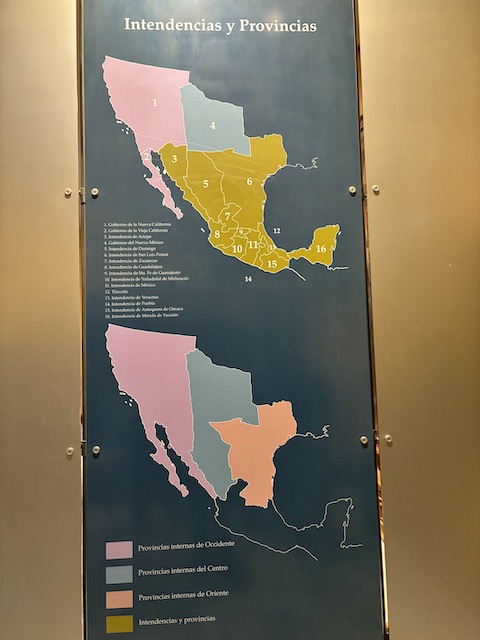 Intendencias y Provincias
1
4
2
3
5
6
7
8
9
10
11
12
13
14
15
16
1. Gobierno de la Nueva California
2. Gobierno de la Vieja California
3. Intendencia de Arizpe
4. Gobierno del Nuevo México
5. Intendencia de Durango
6. Intendencia de San Luis Potosí
7. Intendencia de Zacatecas
8. Intendencia de Guadalajara
9. Intendencia de Sta. Fe de Guanajuato
10. Intendencia de Valladolid de Michoacán
11. Intendencia de México
12. Tlaxcala
13. Intendencia de Veracruz
14. Intendencia de Puebla
15. Intendencia de Antequera de Oaxaca
16. Intendencia de Mérida de Yucatán
Provincias internas de Occidente
Provincias internas del Centro
Provincias internas de Oriente
Intendencias y provincias